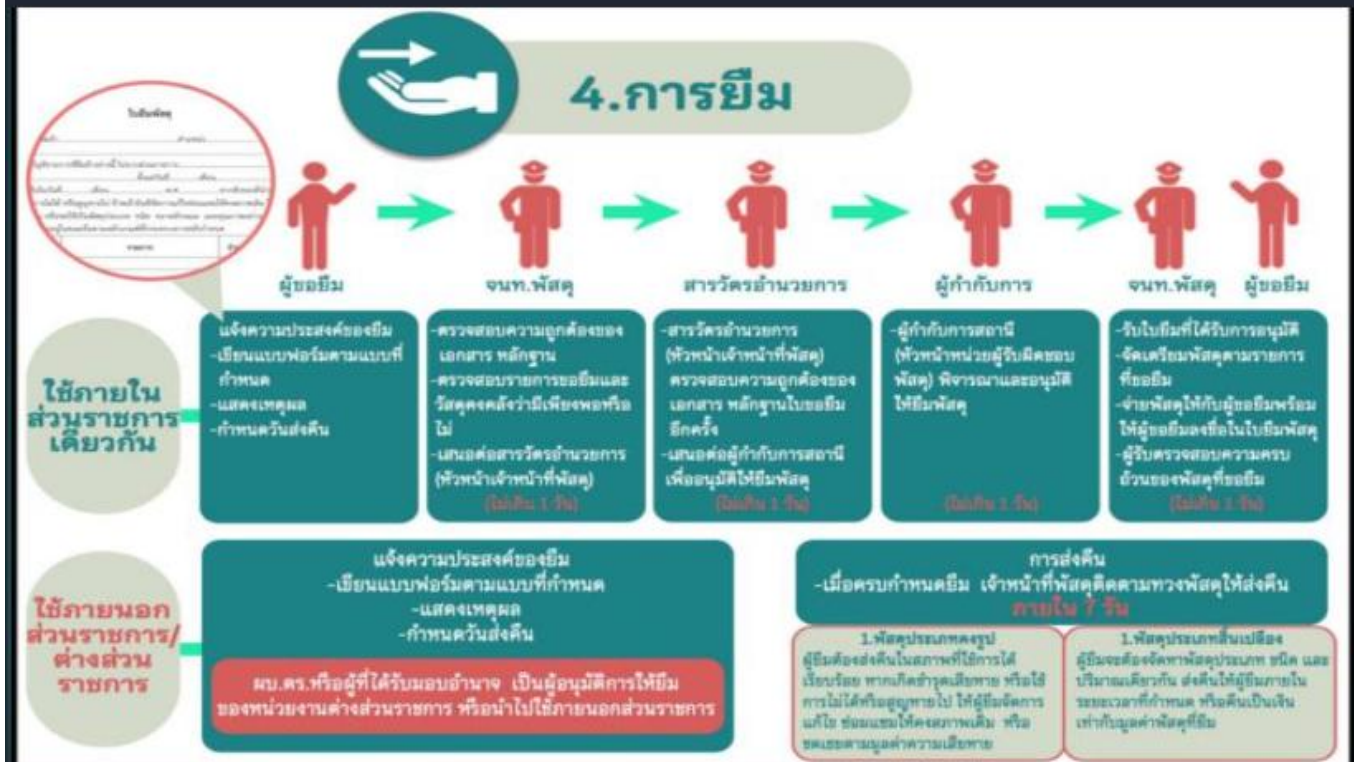 4.การยืม
ใบยืมพัสดุ
ผู้ขอยืม
จนท.พัสดุ
สารวัตรอำนวยการ
ผู้กำกับการ
จนท.พัสดุ
ผู้ขอยืม
ใช้ภายใน
ส่วนราชการ
เดียวกัน
แจ้งความประสงค์ของยืม
-เขียนแบบฟอร์มตามแบบที่
กำหนด
-แสดงเหตุผล
-กำหนดวันส่งคืน
-ตรวจสอบความถูกต้องของ
เอกสาร หลักฐาน
-ตรวจสอบรายการขอยืมและ
วัสดุคงคลังว่ามีเพียงพอหรือ
ไม่
-เสนอต่อสารวัตรอำนวยการ
(หัวหน้าเจ้าหน้าที่พัสดุ)
(ไม่เกิน 1 วัน)
-สารวัตรอำนวยการ
(หัวหน้าเจ้าหน้าที่พัสดุ)
ตรวจสอบความถูกต้องของ
เอกสาร หลักฐานใบขอยืม
อีกครั้ง
-เสนอต่อผู้กำกับการสถานี
เพื่ออนุมัติให้ยืมพัสดุ
(ไม่เกิน 1 วัน)
-ผู้กำกับการสถานี
(หัวหน้าหน่วยผู้รับผิดชอบ
พัสดุ) พิจารณาและอนุมัติ
ให้ยืมพัสดุ
(ไม่เกิน 1 วัน)
-รับใบยืมที่ได้รับการอนุมัติ
-จัดเตรียมพัสดุตามรายการ
ที่ขอยืม
-จ่ายพัสดุให้กับผู้ขอยืมพร้อม
ให้ผู้ขอยืมลงชื่อในใบยืมพัสดุ
-ผู้รับตรวจสอบความครบ
ถ้วนของพัสดุที่ขอยืม
(ไม่เกิน 1 วัน)
ใช้ภายนอก
ส่วนราชการ/
ต่างส่วน
ราชการ
แจ้งความประสงค์ของยืม
-เขียนแบบฟอร์มตามแบบที่กำหนด
-แสดงเหตุผล
-กำหนดวันส่งคืน
ผบ.ตร.หรือผู้ที่ได้รับมอบอำนาจ เป็นผู้อนุมัติการให้ยืม
ของหน่วยงานต่างส่วนราชการ หรือนำไปใช้ภายนอกส่วนราชการ
การส่งคืน
-เมื่อครบกำหนดยืม เจ้าหน้าที่พัสดุติดตามทวงพัสดุให้ส่งคืน
ภายใน 7 วัน
1.พัสดุประเภทคงรูป
ผู้ยืมต้องส่งคืนในสภาพที่ใช้การได้
เรียบร้อย หากเกิดชำรุดเสียหาย หรือใช้
การไม่ได้หรือสูญหายไป ให้ผู้ยืมจัดการ
แก้ไข ซ่อมแซมให้คงสภาพเดิม หรือ
ชดเชยตามมูลค่าความเสียหาย
1.พัสดุประเภทสิ้นเปลือง
ผู้ยืมจะต้องจัดหาพัสดุประเภท ชนิด และ
ปริมาณเดียวกัน ส่งคืนให้ผู้ยืมภายใน
ระยะเวลาที่กำหนด หรือคืนเป็นเงิน
เท่ากับมูลค่าพัสดุที่ยืม